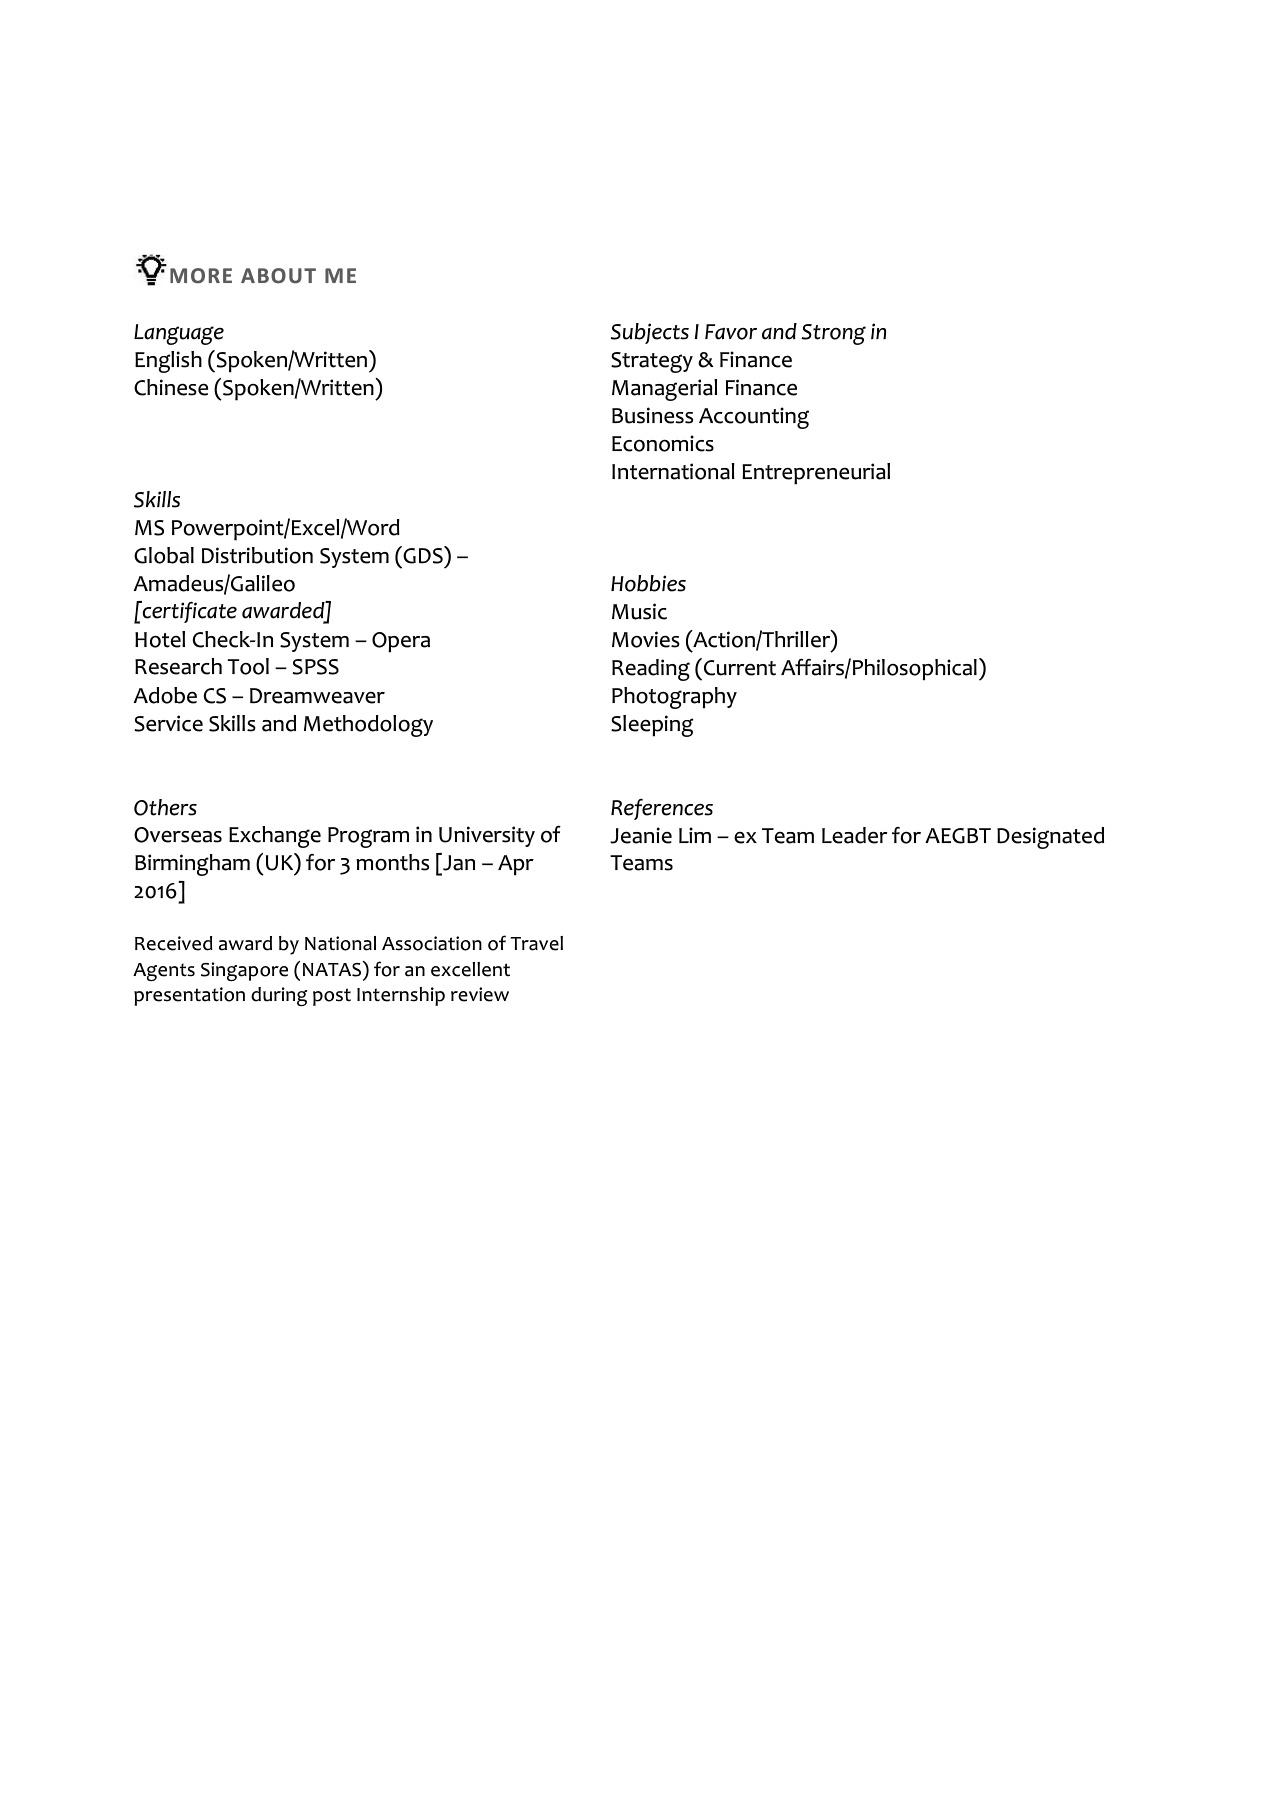 MORE ABOUT ME
Language
English (Spoken/Written)
Chinese (Spoken/Written)
Skills
MS Powerpoint/Excel/Word
Global Distribution System (GDS) –
Amadeus/Galileo
[certificate awarded]
Hotel Check-In System – Opera
Research Tool – SPSS
Adobe CS – Dreamweaver
Service Skills and Methodology
Others
Overseas Exchange Program in University of
Birmingham (UK) for 3 months [Jan – Apr
2016]
Received award by National Association of Travel
Agents Singapore (NATAS) for an excellent
presentation during post Internship review
Subjects I Favor and Strong in
Strategy & Finance
Managerial Finance
Business Accounting
Economics
International Entrepreneurial
Hobbies
Music
Movies (Action/Thriller)
Reading (Current Affairs/Philosophical)
Photography
Sleeping
References
Jeanie Lim – ex Team Leader for AEGBT Designated
Teams